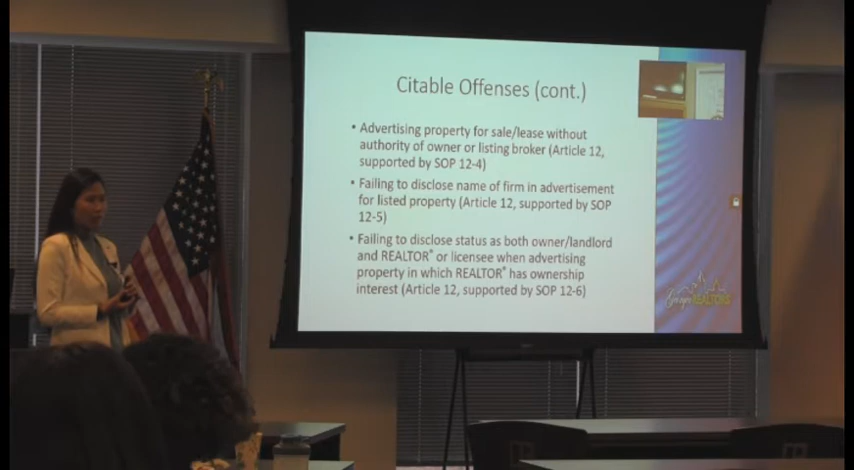 Citable Offenses (cont.)
• Advertising property for sale/lease without
authority of owner or listing broker (Article 12,
supported by SOP 12-4)
• Failing to disclose name of firm in advertisement
for listed property (Article 12, supported by SOP
12-5)
• Failing to disclose status as both owner/landlord
and REALTOR® or licensee when advertising
property in which REALTOR® has ownership
interest (Article 12, supported by SOP 12-6)
REALTORS